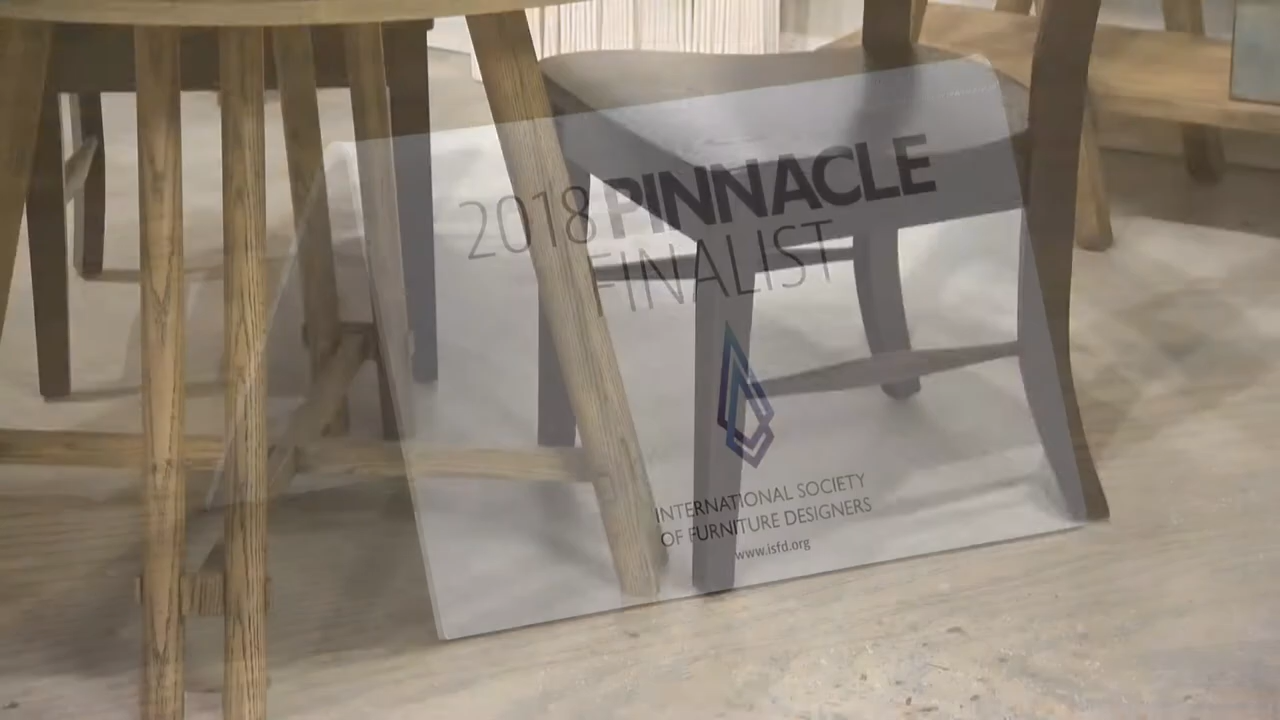 2018 PINNACLE
FINALIST
INTERNATIONAL SOCIETY
OF FURNITURE DESIGNERS
www.isfd.org